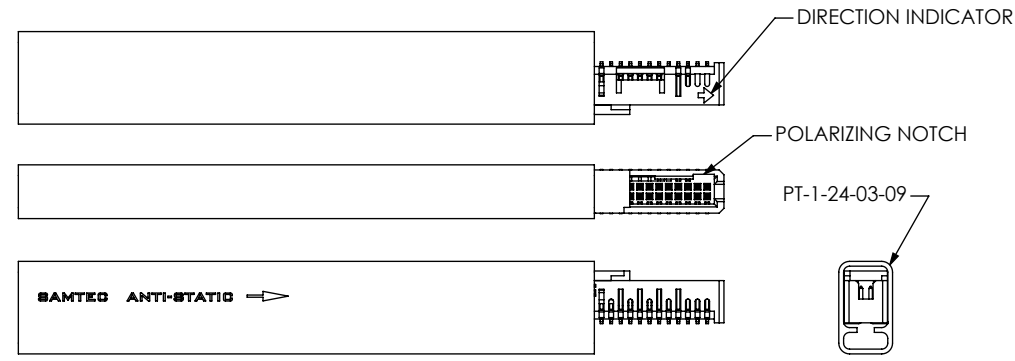 DIRECTION INDICATOR
POLARIZING NOTCH
PT-1-24-03-09
SAMTEC ANTI-STATIC